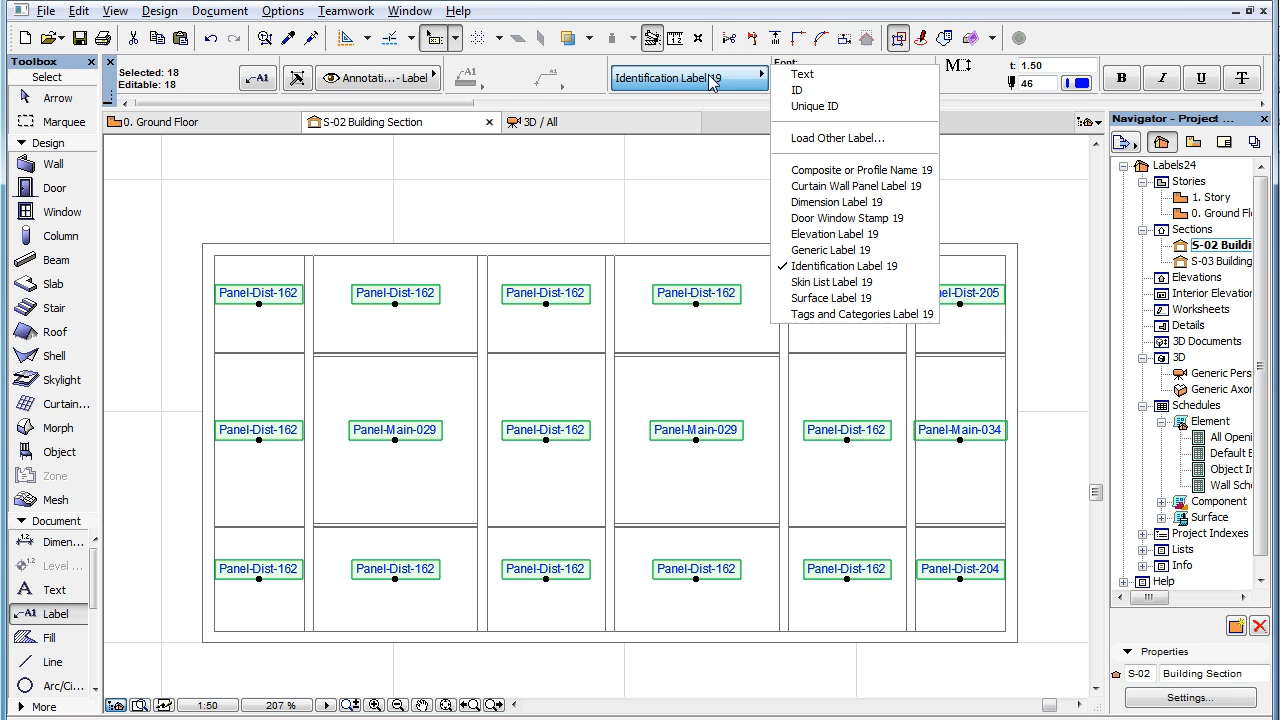 File Edit View Design Document Options Teamwork Window Help
Toolbox
Select
Arrow
Marquee
Design
Wall
Door
Window
Column
Beam
Slab
Stair
Roof
Shell
Skylight
Curtain...
Morph
Object
Zone
Mesh
Document
Dimen...
Level ...
Text
Label
Fill
Line
Arc/Ci...
More
Selected: 18
Editable: 18
Annotati...- Label
Identification Label 19
Font:
t: 1.50
46
B I U T
0. Ground Floor
S-02 Building Section
3D / All
Text
ID
Unique ID
Load Other Label...
Composite or Profile Name 19
Curtain Wall Panel Label 19
Dimension Label 19
Door Window Stamp 19
Elevation Label 19
Generic Label 19
Identification Label 19
Skin List Label 19
Surface Label 19
Tags and Categories Label 19
Panel-Dist-162 Panel-Dist-162 Panel-Dist-162 Panel-Dist-162 el-Dist-205
Panel-Dist-162 Panel-Main-029 Panel-Dist-162 Panel-Main-029 Panel-Dist-162 Panel-Main-034
Panel-Dist-162 Panel-Dist-162 Panel-Dist-162 Panel-Dist-162 Panel-Dist-162 Panel-Dist-204
1:50
207 %
Navigator - Project ...
Labels24
Stories
1. Story
0. Ground Fl
Sections
S-02 Buildi
S-03 Building
Elevations
Interior Elevation
Worksheets
Details
3D Documents
3D
Generic Pers
Generic Axor
Schedules
Element
All Openi
Default E
Object In
Wall Sche
Component
Surface
Project Indexes
Lists
Info
Help
Properties
S-02 Building Section
Settings...